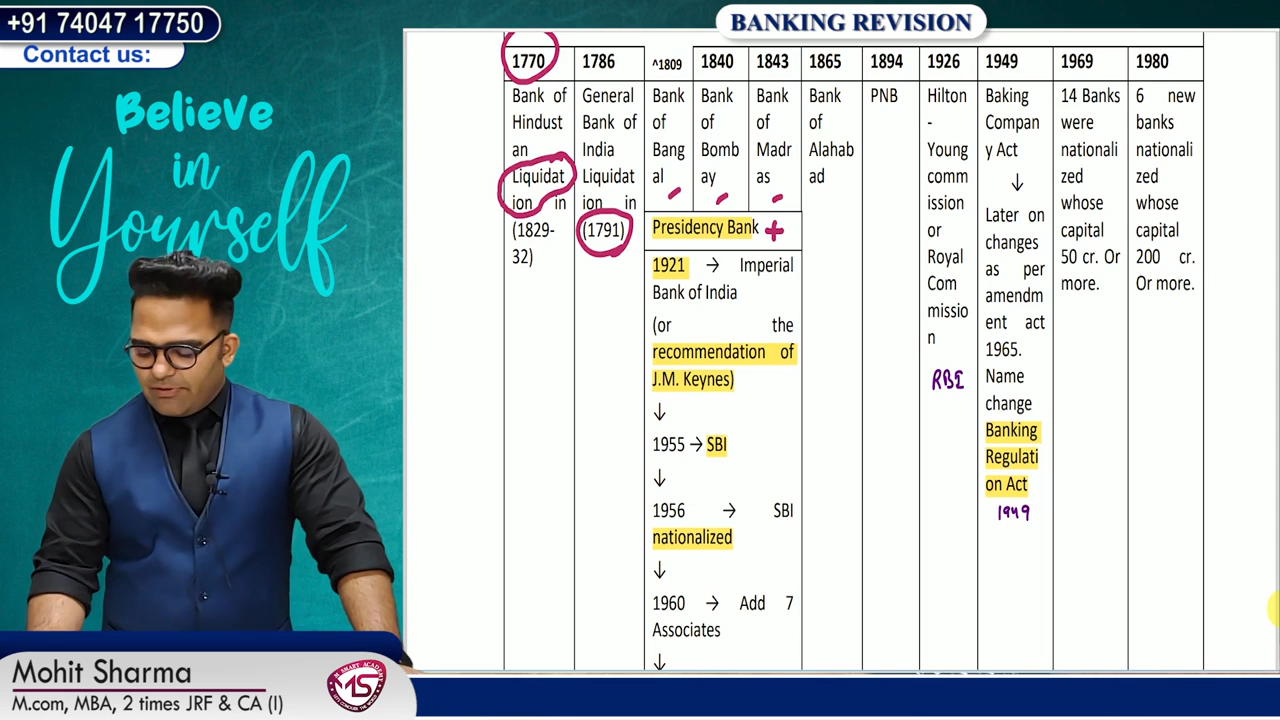 +91 74047 17750
Contact us:
BANKING REVISION
Believe
in
Yourself
1770
1786
^1809
1840
1843
1865
1894
1926
1949
1969
1980
Bank of
Hindust
an
Liquidat
ion in
(1829-
32)
General
Bank of
India
Liquidat
ion in
(1791)
Bank
of
Bang
al
Bank
of
Bomb
ay
Bank
of
Madr
as
Presidency Bank +
1921 → Imperial
Bank of India
(or the
recommendation of
J.M. Keynes)
↓
1955 → SBI
↓
1956 → SBI
nationalized
↓
1960 → Add 7
Associates
↓
Bank
of
Alahab
ad
PNB
Hilton
-
Young
comm
ission
or
Royal
Com
missio
n
RBI
Baking
Compan
y Act
↓
Later on
changes
as per
amendm
ent act
1965.
Name
change
Banking
Regulati
on Act
1949
14 Banks
were
nationali
zed
whose
capital
50 cr. Or
more.
6 new
banks
nationali
zed
whose
capital
200 cr.
Or more.
Mohit Sharma
M.com, MBA, 2 times JRF & CA (I)
MS